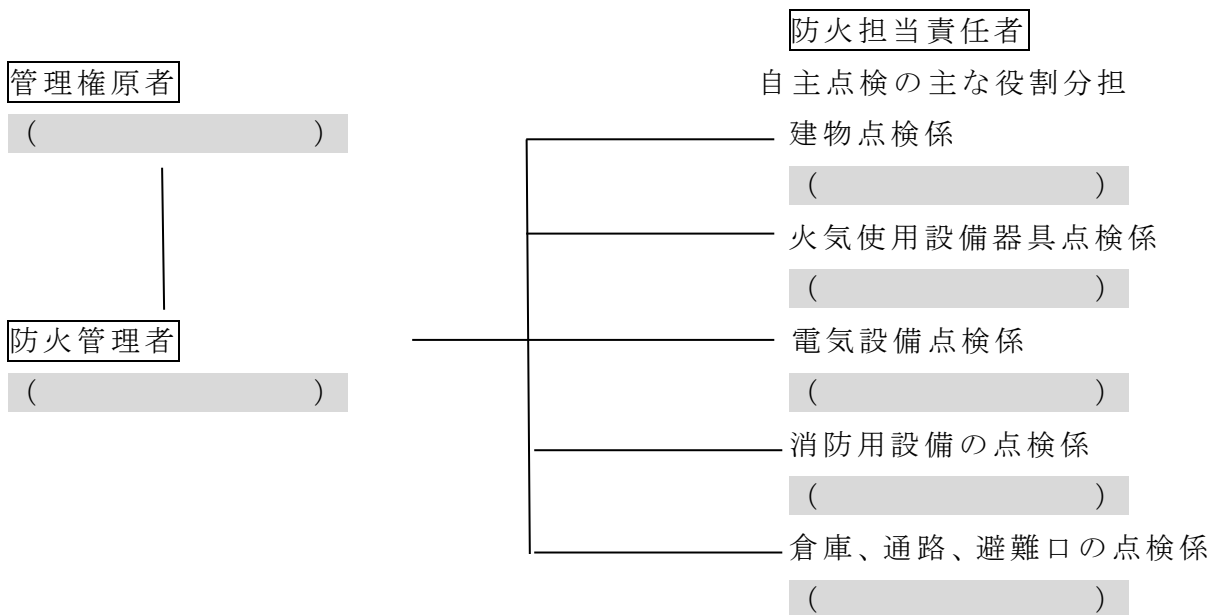 防火担当責任者
管理権原者
自主点検の主な役割分担
（　　　　　　　　）
建物点検係
（　　　　　　　　）
火気使用設備器具点検係
（　　　　　　　　）
防火管理者
電気設備点検係
（　　　　　　　　）
（　　　　　　　　）
消防用設備の点検係
（　　　　　　　　）
倉庫、通路、避難口の点検係
（　　　　　　　　）